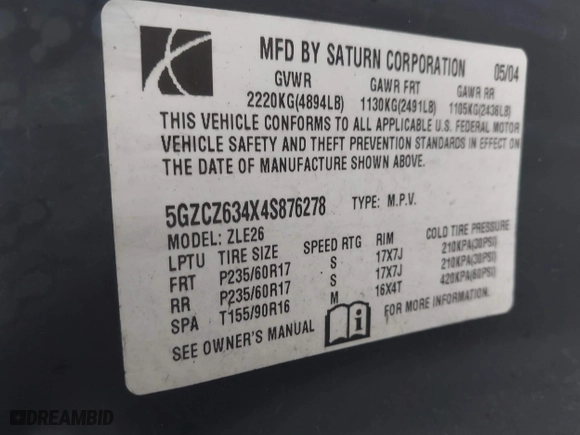 MFD BY SATURN CORPORATION 05/04
GVWR GAWR FRT GAWR RR
2220KG(4894LB) 1130KG(2491LB) 1105KG(2436LB)
THIS VEHICLE CONFORMS TO ALL APPLICABLE U.S. FEDERAL MOTOR
VEHICLE SAFETY AND THEFT PREVENTION STANDARDS IN EFFECT ON
THE DATE OF MANUFACTURE SHOWN ABOVE.
5GZCZ634X4S876278 TYPE: M.P.V.
MODEL: ZLE26
LPTU TIRE SIZE SPEED RTG RIM COLD TIRE PRESSURE
FRT P235/60R17 S 17X7J 210KPA(30PSI)
RR P235/60R17 S 17X7J 210KPA(30PSI)
SPA T155/90R16 M 16X4T 420KPA(60PSI)
SEE OWNER'S MANUAL FOR MORE INFORMATION.
DREAMBID